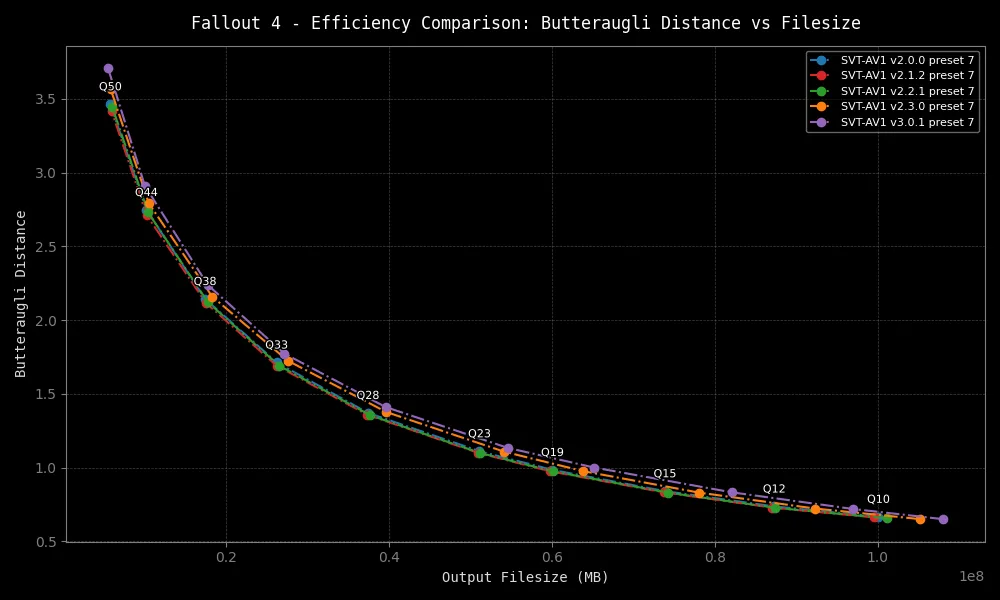 Fallout 4 - Efficiency Comparison: Butteraugli Distance vs Filesize
SVT-AV1 v2.0.0 preset 7
SVT-AV1 v2.1.2 preset 7
SVT-AV1 v2.2.1 preset 7
SVT-AV1 v2.3.0 preset 7
SVT-AV1 v3.0.1 preset 7
Butteraugli Distance
3.5
3.0
2.5
2.0
1.5
1.0
0.5
Q50
Q44
Q38
Q33
Q28
Q23
Q19
Q15
Q12
Q10
0.2
0.4
0.6
0.8
1.0
1e8
Output Filesize (MB)